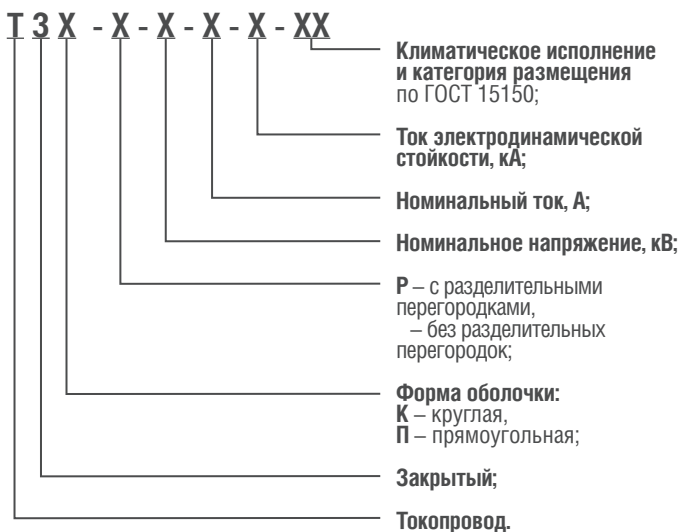 Т З Х - Х - Х - Х - Х - ХХ
Климатическое исполнение
и категория размещения
по ГОСТ 15150;
Ток электродинамической
стойкости, кА;
Номинальный ток, А;
Номинальное напряжение, кВ;
Р – с разделительными
перегородками,
– без разделительных
перегородок;
Форма оболочки:
К – круглая,
П – прямоугольная;
Закрытый;
Токопровод.